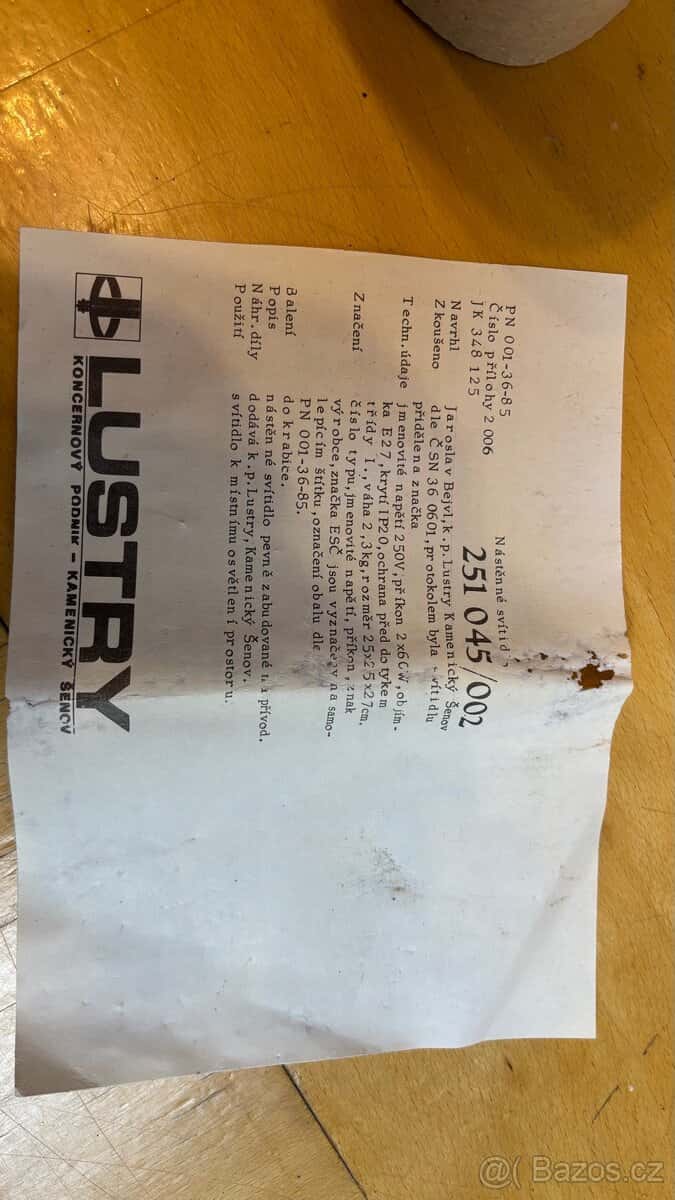 PN 001-36-85
Číslo přílohy 2 006
JK 348 125
Nástěnné
251 045/002
Navrhl Jaroslav Bejvl, k.p. Lustry Kamenický Šenov
Zkoušeno dle ČSN 36 0601, protokolem byla svítidlu
přidělena značka
Techn. údaje jmenovité napětí 250V, příkon 2x60W, objím-
ka E27, krytí IP20, ochrana před dotykem
třídy I., váha 2,3kg, rozměr 25x25x27cm.
Značení číslo typu, jmenovité napětí, příkon, znak
výrobce, značka ESČ jsou vyznačeny na samo-
lepícím štítku, označení obalu dle
PN 001-36-85.
Balení do krabice.
Popis nástěnné svítidlo pevně zabudované na přívod.
Náhr. díly dodává k.p. Lustry, Kamenický Šenov.
Použití svítidlo k místnímu osvětlení prostoru.
LUSTRY
KONCERNOVÝ PODNIK – KAMENICKÝ ŠENOV
@( Bazos.cz